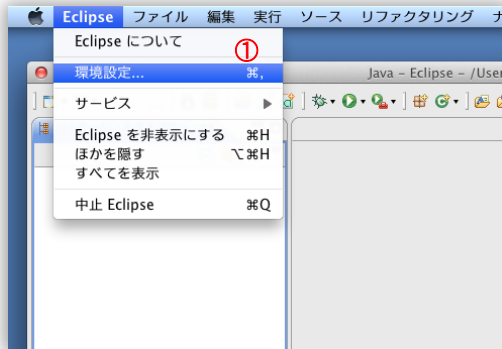 Eclipse ファイル 編集 実行 ソース リファクタリング
Eclipse について
①
環境設定... ⌘,
Java – Eclipse – /User
サービス ▶
Eclipse を非表示にする ⌘H
ほかを隠す ⌥⌘H
すべてを表示
中止 Eclipse ⌘Q